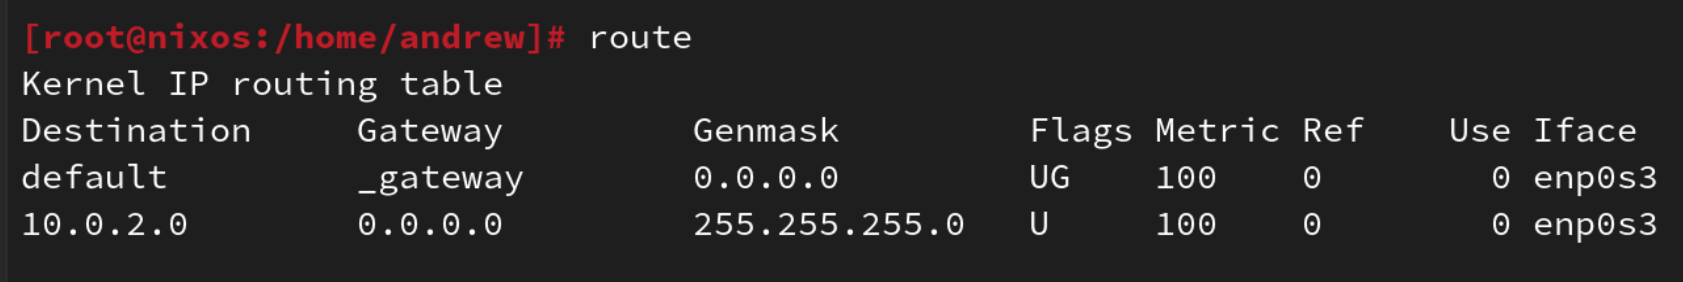 [root@nixos:/home/andrew]# route
Kernel IP routing table
Destination     Gateway         Genmask         Flags Metric Ref    Use Iface
default         _gateway        0.0.0.0         UG    100    0        0 enp0s3
10.0.2.0        0.0.0.0         255.255.255.0   U     100    0        0 enp0s3